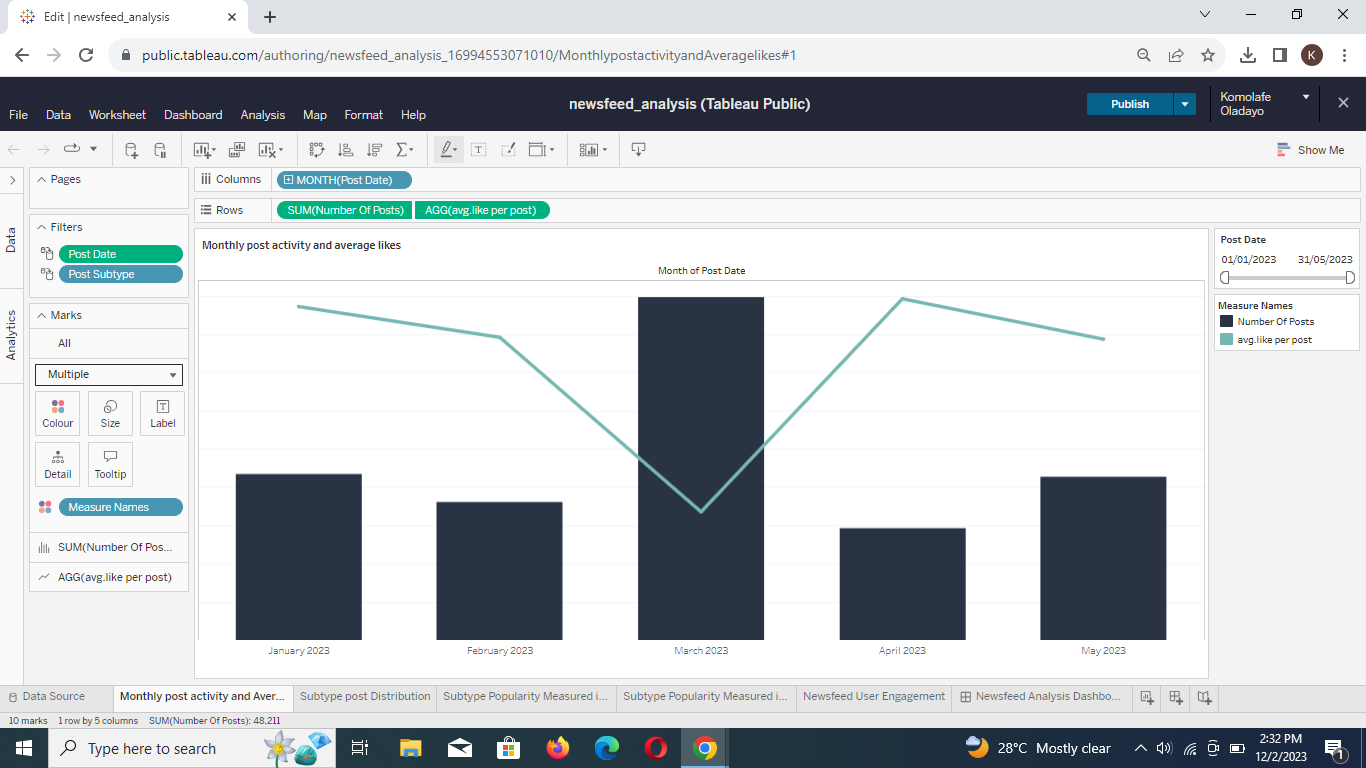 Edit | newsfeed_analysis
public.tableau.com/authoring/newsfeed_analysis_16994553071010/MonthlypostactivityandAveragelikes#1
K
newsfeed_analysis (Tableau Public)
Publish
Komolafe
Oladayo
File Data Worksheet Dashboard Analysis Map Format Help
Show Me
Pages
Columns
MONTH(Post Date)
Rows
SUM(Number Of Posts)
AGG(avg.like per post)
Data
Analytics
Filters
Post Date
Post Subtype
Marks
All
Multiple
Colour
Size
Label
Detail
Tooltip
Measure Names
SUM(Number Of Pos...
AGG(avg.like per post)
Monthly post activity and average likes
Month of Post Date
January 2023
February 2023
March 2023
April 2023
May 2023
Post Date
01/01/2023 31/05/2023
Measure Names
Number Of Posts
avg.like per post
Data Source
Monthly post activity and Aver...
Subtype post Distribution
Subtype Popularity Measured i...
Subtype Popularity Measured i...
Newsfeed User Engagement
Newsfeed Analysis Dashbo...
10 marks 1 row by 5 columns SUM(Number Of Posts): 48,211
Type here to search
28°C Mostly clear
2:32 PM
12/2/2023
1